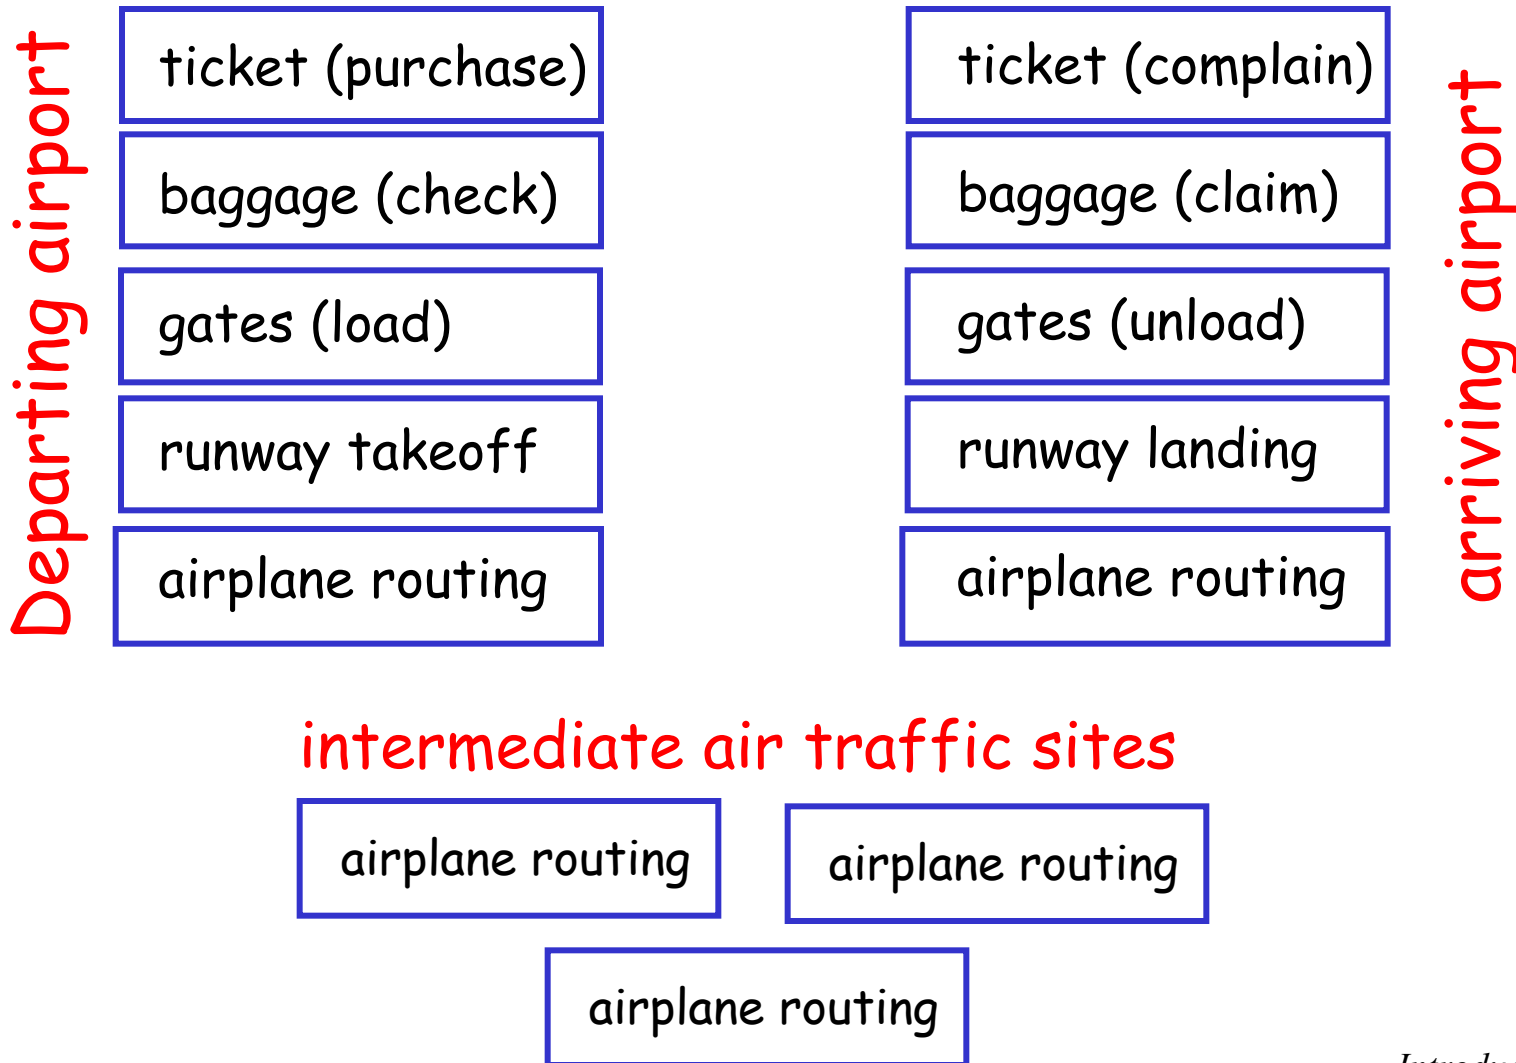 Departing airport
ticket (purchase)
baggage (check)
gates (load)
runway takeoff
airplane routing
ticket (complain)
baggage (claim)
gates (unload)
runway landing
airplane routing
arriving airport
intermediate air traffic sites
airplane routing
airplane routing
airplane routing